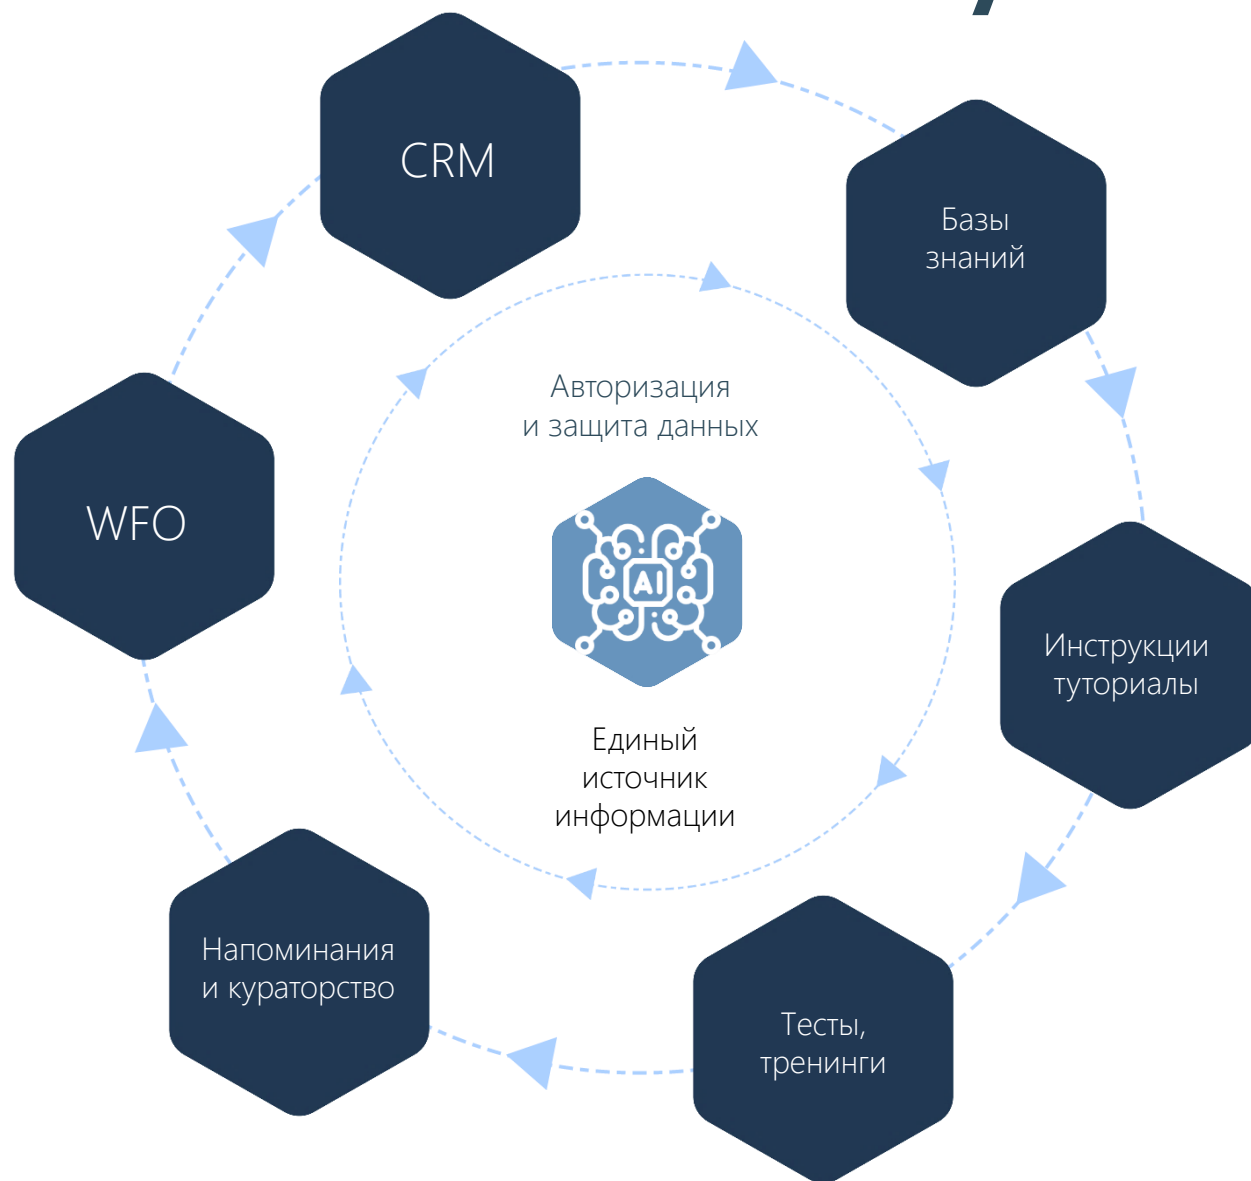 CRM
Базы
знаний
Авторизация
и защита данных
WFO
AI
Инструкции
туториалы
Единый
источник
информации
Напоминания
и кураторство
Тесты,
тренинги